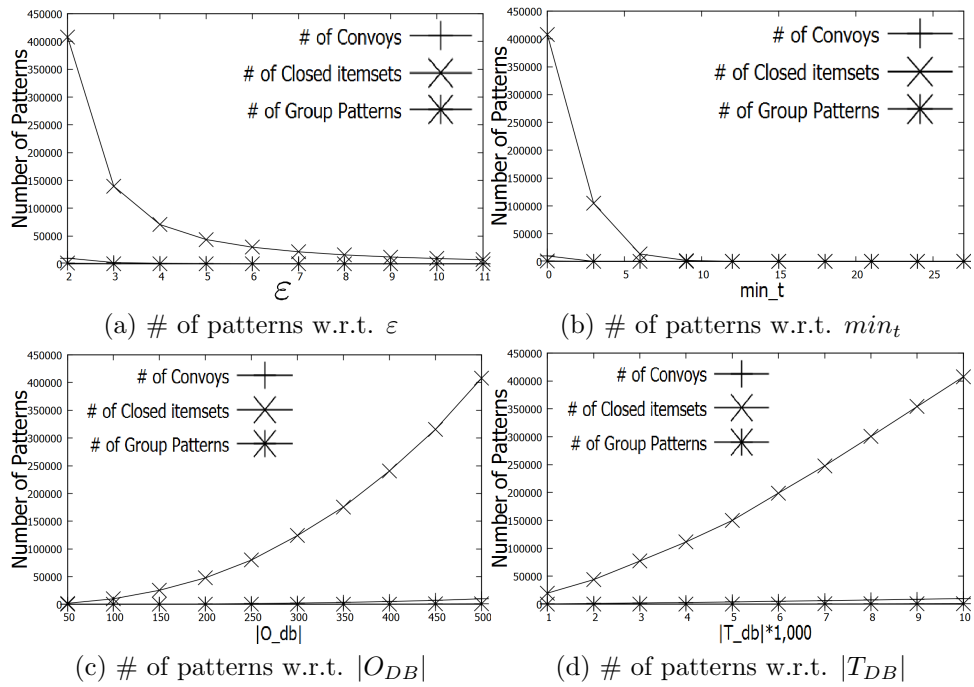 450000
400000
350000
300000
250000
200000
150000
100000
50000
0
Number of Patterns
# of Convoys
# of Closed itemsets
# of Group Patterns
2 3 4 5 6 7 8 9 10 11
ε
(a) # of patterns w.r.t. ε
450000
400000
350000
300000
250000
200000
150000
100000
50000
0
Number of Patterns
# of Convoys
# of Closed itemsets
# of Group Patterns
0 5 10 15 20 25
min_t
(b) # of patterns w.r.t. min_t
450000
400000
350000
300000
250000
200000
150000
100000
50000
0
Number of Patterns
# of Convoys
# of Closed itemsets
# of Group Patterns
50 100 150 200 250 300 350 400 450 500
|O_db|
(c) # of patterns w.r.t. |O_DB|
450000
400000
350000
300000
250000
200000
150000
100000
50000
0
Number of Patterns
# of Convoys
# of Closed itemsets
# of Group Patterns
1 2 3 4 5 6 7 8 9 10
|T_db|*1,000
(d) # of patterns w.r.t. |T_DB|